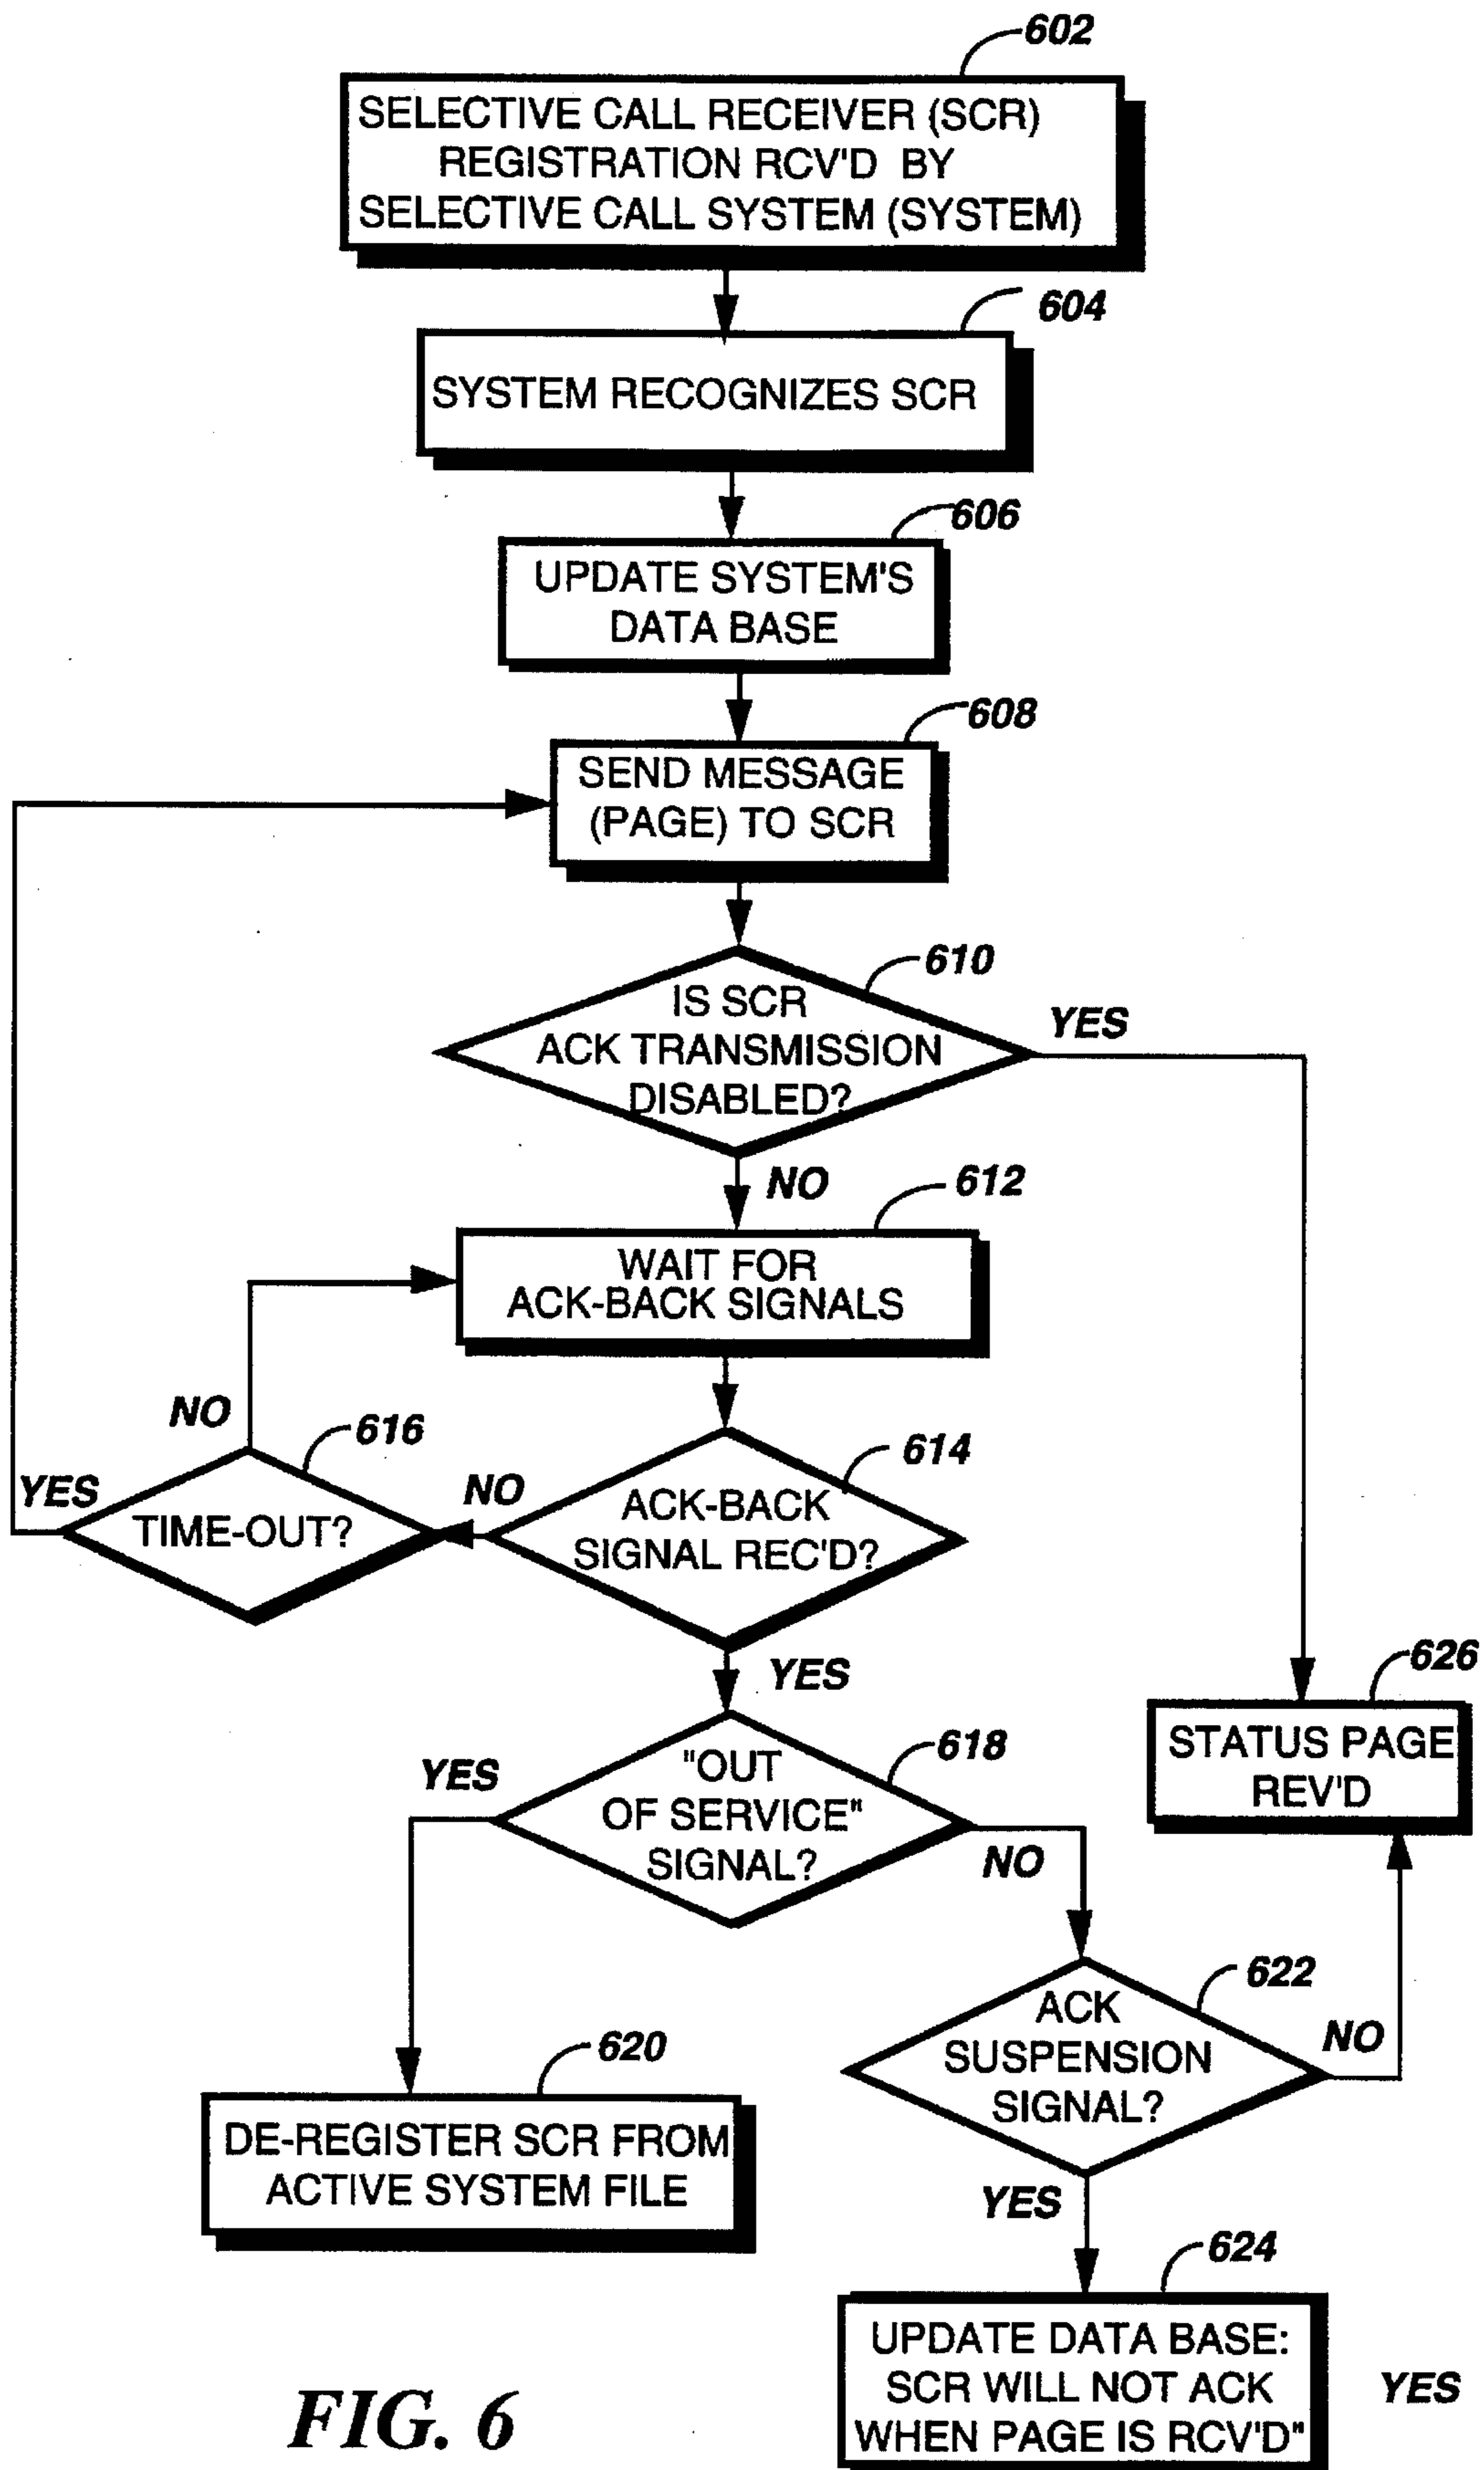 602
SELECTIVE CALL RECEIVER (SCR)
REGISTRATION RCV'D BY
SELECTIVE CALL SYSTEM (SYSTEM)
604
SYSTEM RECOGNIZES SCR
606
UPDATE SYSTEM'S
DATA BASE
608
SEND MESSAGE
(PAGE) TO SCR
610
IS SCR
ACK TRANSMISSION
DISABLED?
YES
NO
612
WAIT FOR
ACK-BACK SIGNALS
NO
616
614
YES
TIME-OUT?
NO
ACK-BACK
SIGNAL REC'D?
YES
626
STATUS PAGE
REV'D
618
YES
"OUT
OF SERVICE"
SIGNAL?
NO
622
ACK
SUSPENSION
SIGNAL?
NO
620
DE-REGISTER SCR FROM
ACTIVE SYSTEM FILE
YES
624
UPDATE DATA BASE:
SCR WILL NOT ACK
WHEN PAGE IS RCV'D"
YES
FIG. 6